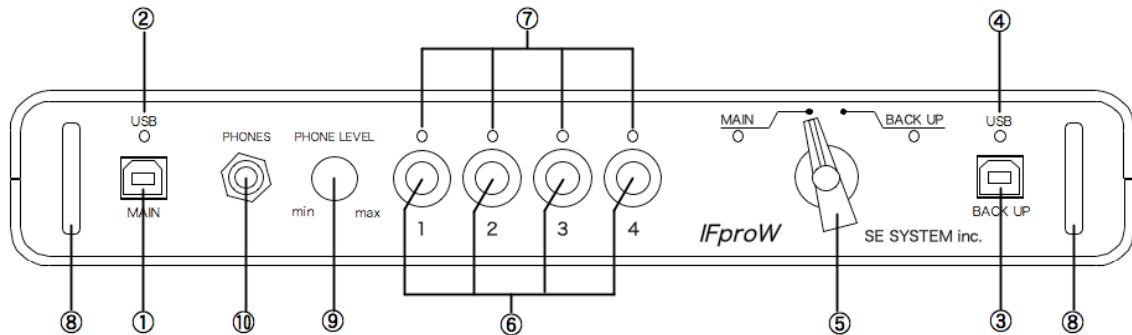 ② ⑦ ④
USB MAIN BACK UP USB
PHONES PHONE LEVEL
MAIN min max 1 2 3 4 IFproW SE SYSTEM inc. BACK UP
⑧ ① ⑩ ⑨ ⑥ ⑤ ③ ⑧